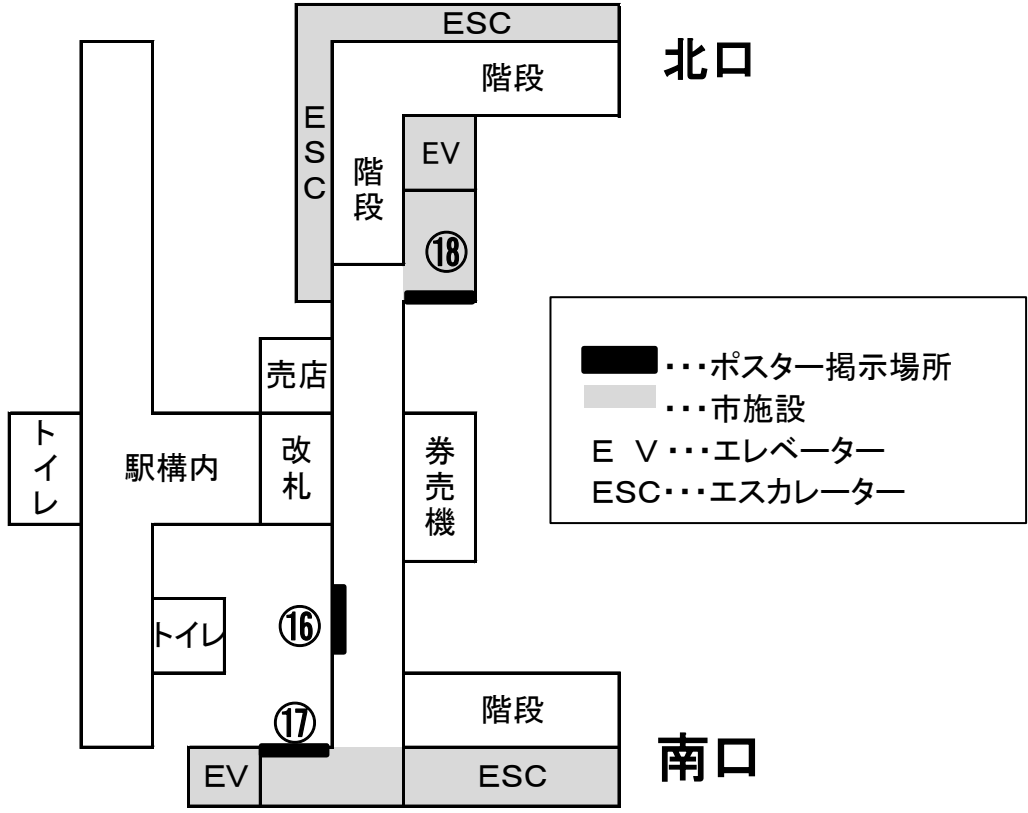 ESC
北口
階段
ESC
EV
階段
⑱
・・・ポスター掲示場所
・・・市施設
E V・・・エレベーター
ESC・・・エスカレーター
売店
トイレ
駅構内
改札
券売機
⑯
トイレ
⑰
階段
南口
EV
ESC